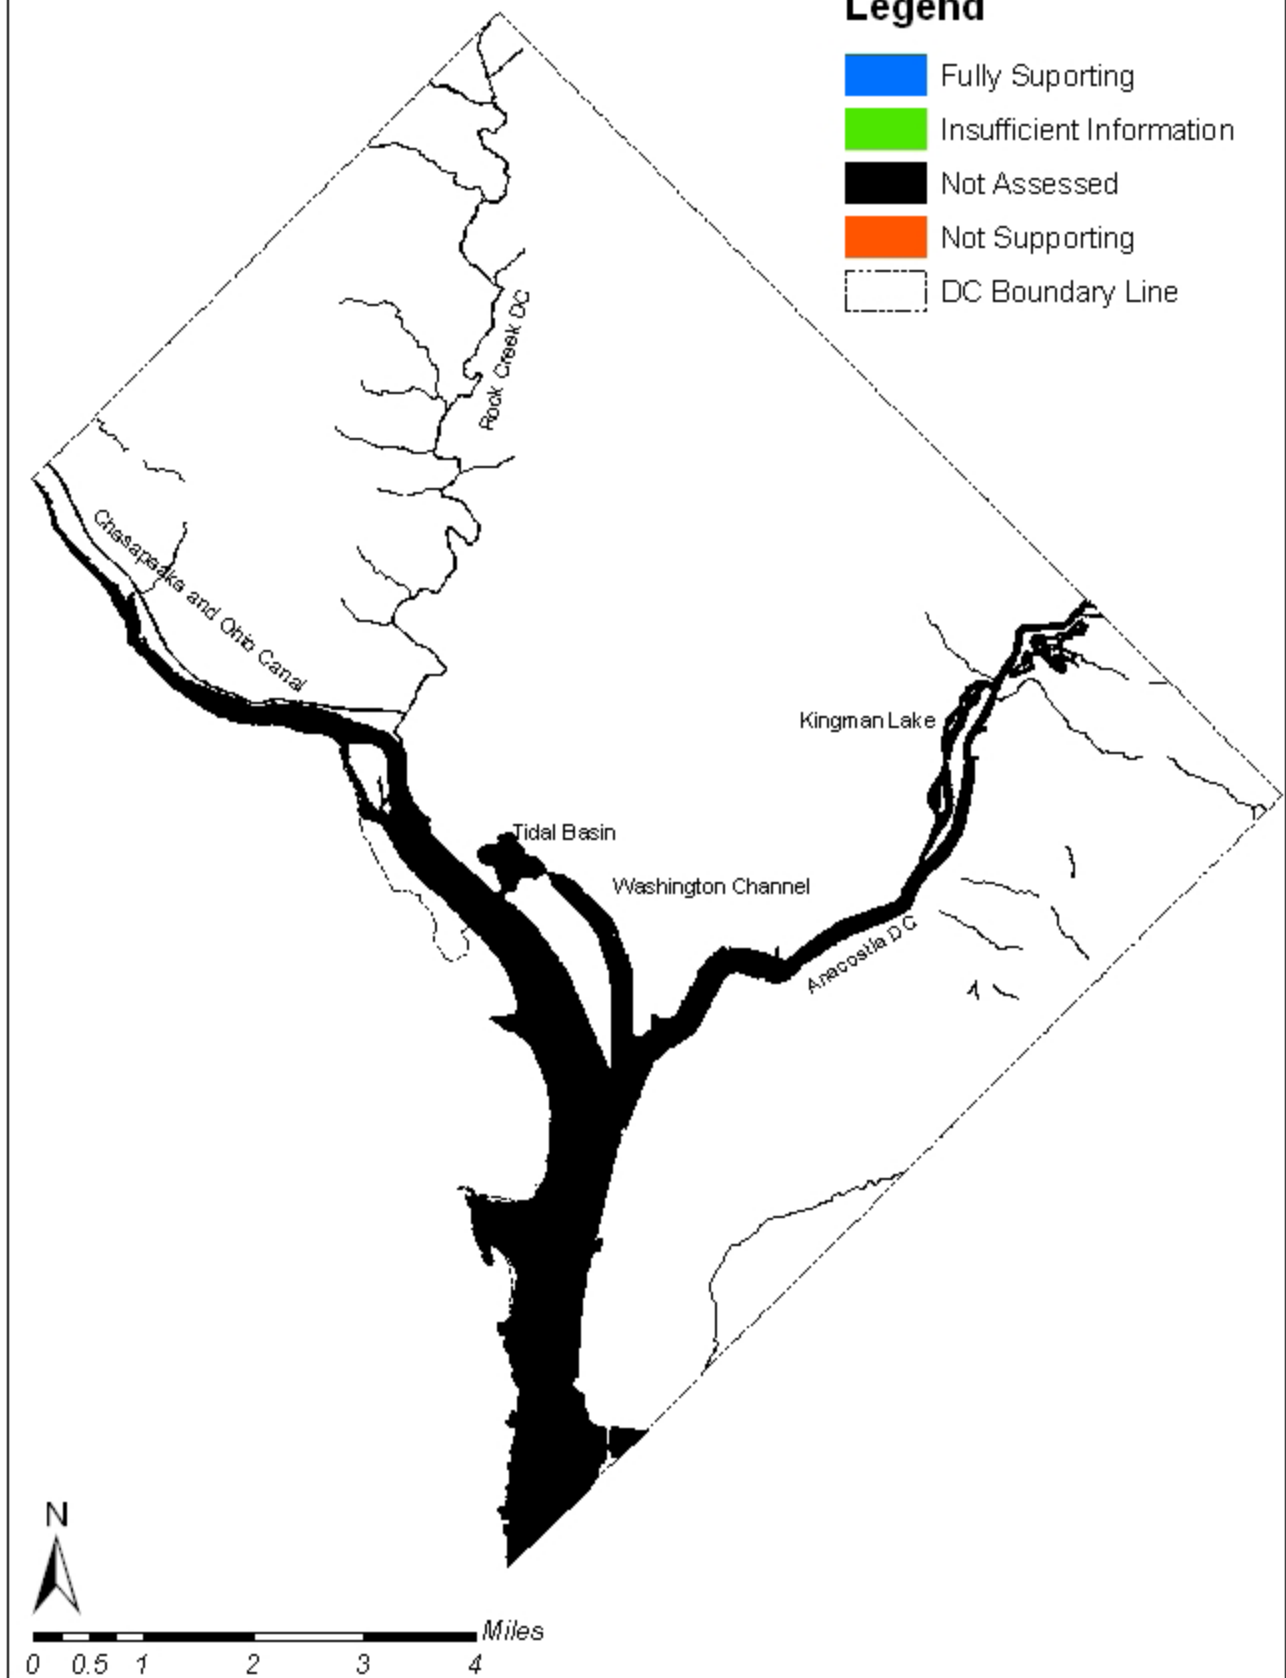 Legend
Fully Suporting
Insufficient Information
Not Assessed
Not Supporting
DC Boundary Line
Rock Creek DC
Chesapeake and Ohio Canal
Kingman Lake
Tidal Basin
Washington Channel
Anacostia DC
N
Miles
0 0.5 1 2 3 4